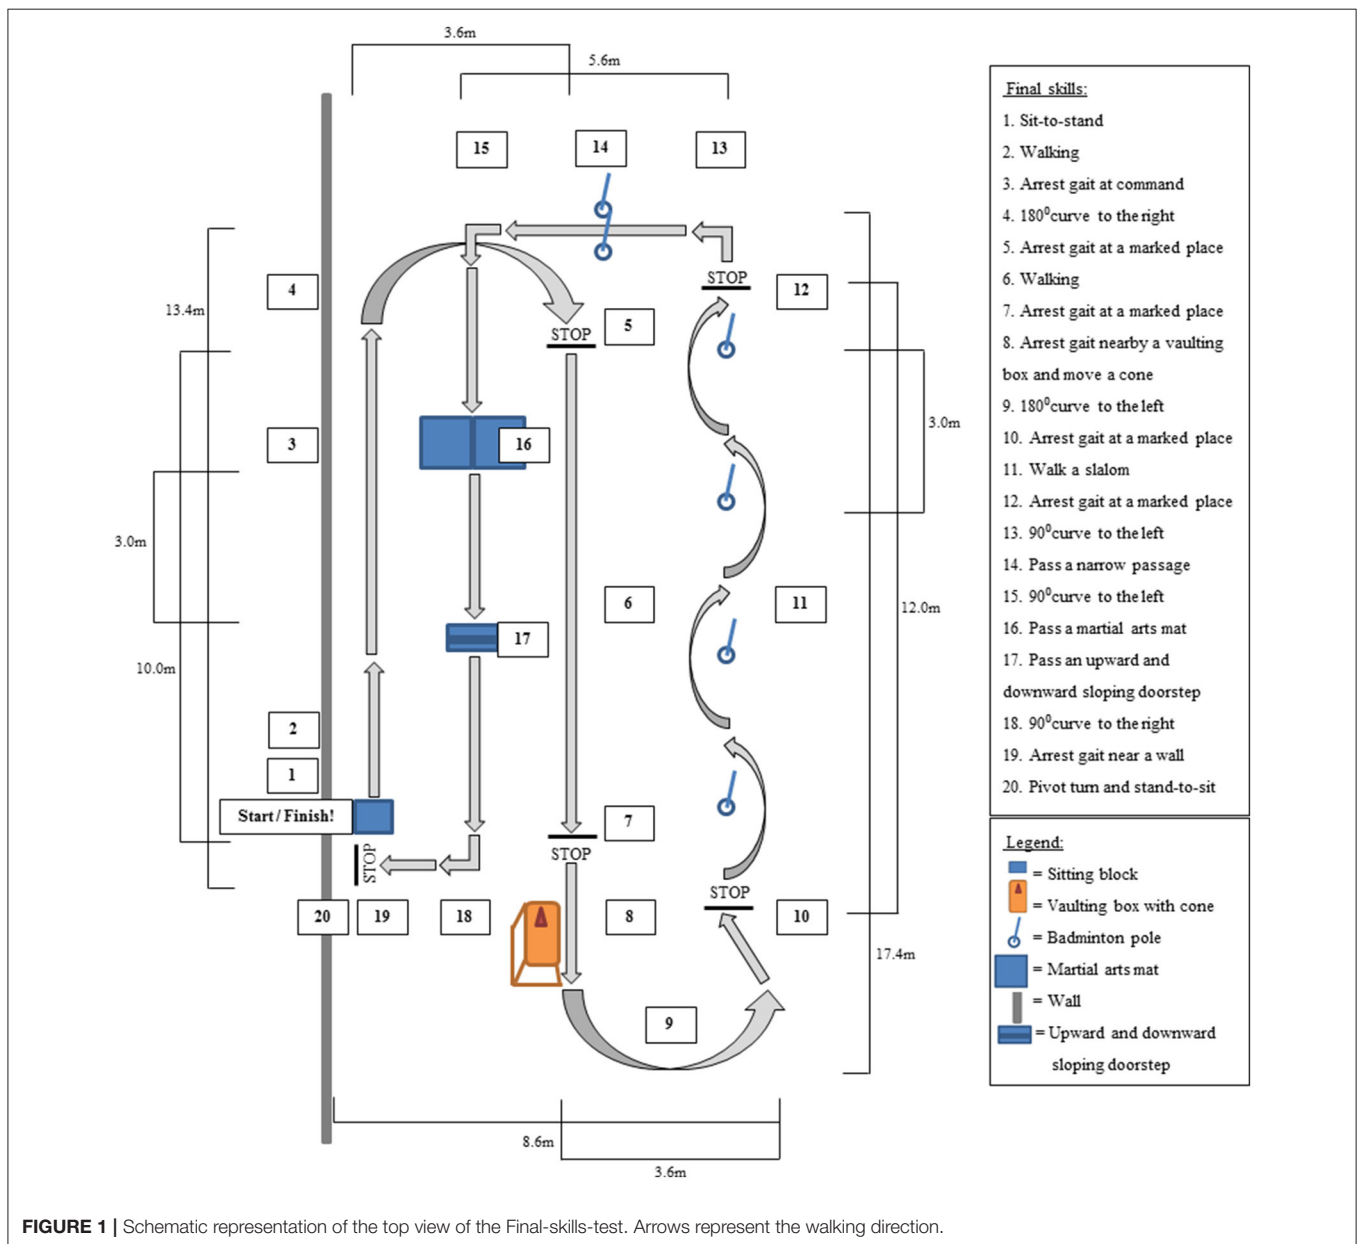 3.6m
5.6m
15
14
13
4
13.4m
STOP
12
5
STOP
3
16
3.0m
3.0m
6
11
12.0m
17
10.0m
2
1
Start / Finish!
7
STOP
STOP
STOP
20
19
18
8
10
17.4m
9
8.6m
3.6m
Final skills:
1. Sit-to-stand
2. Walking
3. Arrest gait at command
4. 180⁰curve to the right
5. Arrest gait at a marked place
6. Walking
7. Arrest gait at a marked place
8. Arrest gait nearby a vaulting
box and move a cone
9. 180⁰curve to the left
10. Arrest gait at a marked place
11. Walk a slalom
12. Arrest gait at a marked place
13. 90⁰curve to the left
14. Pass a narrow passage
15. 90⁰curve to the left
16. Pass a martial arts mat
17. Pass an upward and
downward sloping doorstep
18. 90⁰curve to the right
19. Arrest gait near a wall
20. Pivot turn and stand-to-sit
Legend:
= Sitting block
= Vaulting box with cone
= Badminton pole
= Martial arts mat
= Wall
= Upward and downward
sloping doorstep
FIGURE 1 | Schematic representation of the top view of the Final-skills-test. Arrows represent the walking direction.